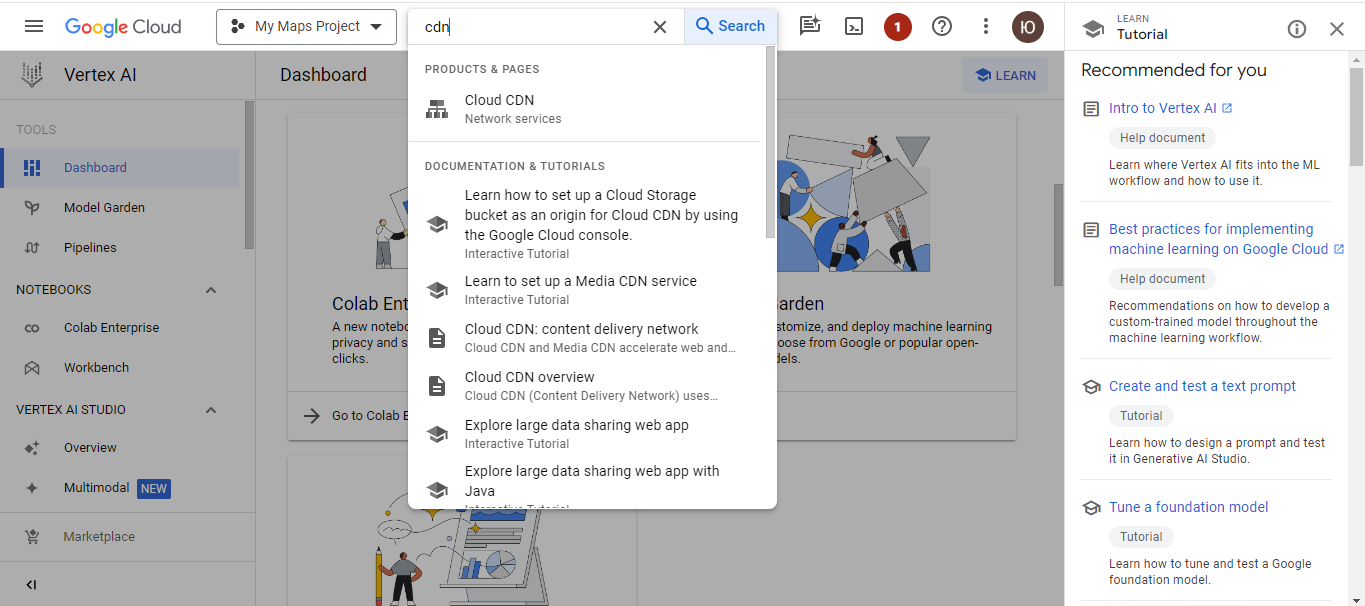 Google Cloud
My Maps Project
cdn
Search
1
Ю
LEARN
Tutorial
Vertex AI
Dashboard
LEARN
TOOLS
Dashboard
Model Garden
Pipelines
NOTEBOOKS
Colab Enterprise
Workbench
VERTEX AI STUDIO
Overview
Multimodal NEW
Marketplace
PRODUCTS & PAGES
Cloud CDN
Network services
DOCUMENTATION & TUTORIALS
Learn how to set up a Cloud Storage
bucket as an origin for Cloud CDN by using
the Google Cloud console.
Interactive Tutorial
Learn to set up a Media CDN service
Interactive Tutorial
Cloud CDN: content delivery network
Cloud CDN and Media CDN accelerate web and...
Cloud CDN overview
Cloud CDN (Content Delivery Network) uses...
Explore large data sharing web app
Interactive Tutorial
Explore large data sharing web app with
Java
Interactive Tutorial
Colab Ent
A new notebo
privacy and s
clicks.
Go to Colab E
arden
stomize, and deploy machine learning
oose from Google or popular open-
dels.
Recommended for you
Intro to Vertex AI
Help document
Learn where Vertex AI fits into the ML
workflow and how to use it.
Best practices for implementing
machine learning on Google Cloud
Help document
Recommendations on how to develop a
custom-trained model throughout the
machine learning workflow.
Create and test a text prompt
Tutorial
Learn how to design a prompt and test
it in Generative AI Studio.
Tune a foundation model
Tutorial
Learn how to tune and test a Google
foundation model.